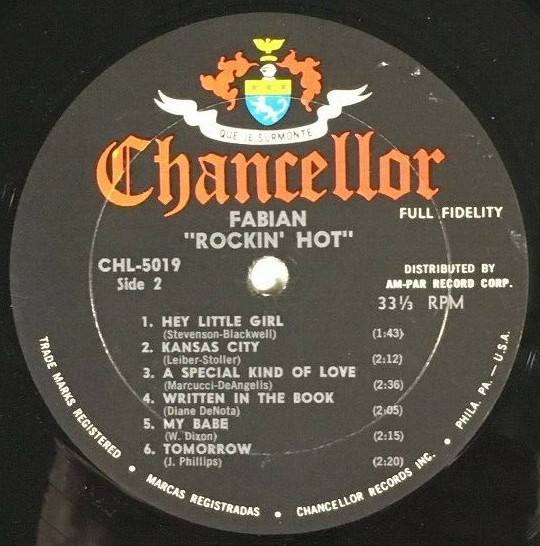 QUE JE SURMONTE
Chancellor
FULL FIDELITY
FABIAN
"ROCKIN' HOT"
CHL-5019
Side 2
DISTRIBUTED BY
AM-PAR RECORD CORP.
33⅓ RPM
1. HEY LITTLE GIRL
(Stevenson-Blackwell) (1:43)
2. KANSAS CITY
(Leiber-Stoller) (2:12)
3. A SPECIAL KIND OF LOVE
(Marcucci-DeAngelis) (2:36)
4. WRITTEN IN THE BOOK
(Diane DeNota) (2:05)
5. MY BABE
(W. Dixon) (2:15)
6. TOMORROW
(J. Phillips) (2:20)
TRADE MARKS REGISTERED • MARCAS REGISTRADAS • CHANCELLOR RECORDS INC. • PHILA. PA. — U.S.A.